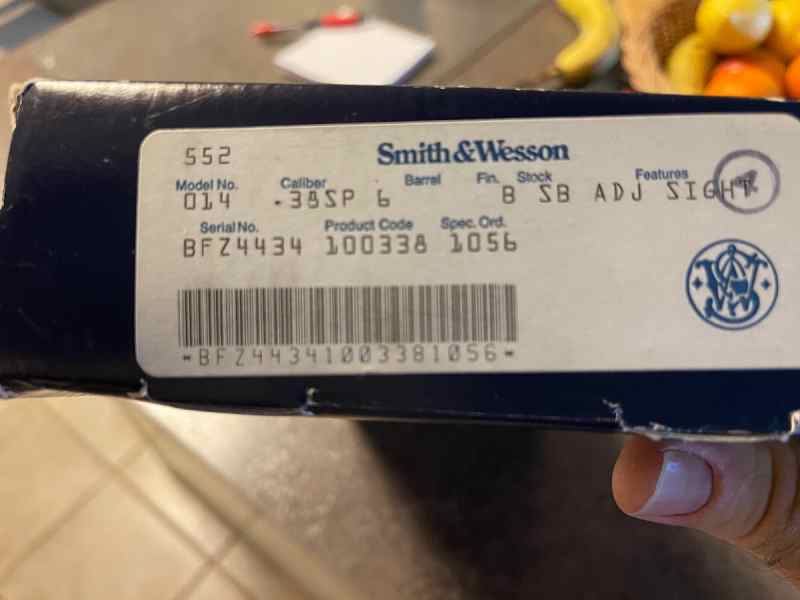 552
Smith&Wesson
Model No. Caliber Barrel Fin. Stock Features
014 .38SP 6 B SB ADJ SIGHT
Serial No. Product Code Spec. Ord.
BFZ4434 100338 1056
*BFZ44341003381056*